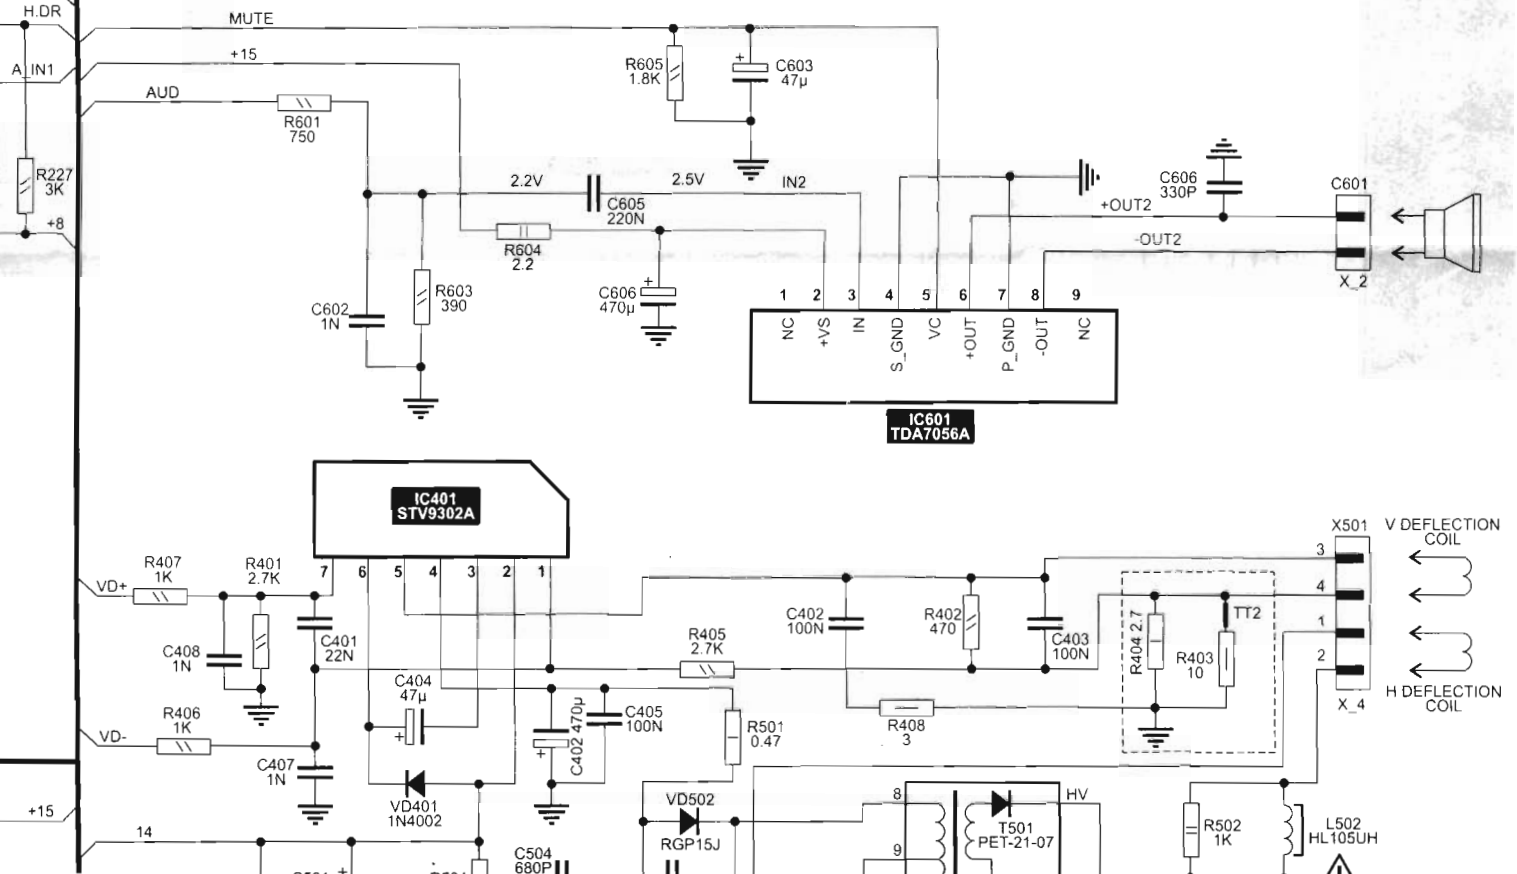 H.DR
MUTE
+15
A_IN1
AUD
R601
750
R605
1.8K
C603
47µ
R227
3K
+8
2.2V
2.5V
IN2
C605
220N
R604
2.2
C602
1N
R603
390
C606
470µ
C606
330P
C601
+OUT2
-OUT2
X_2
1 2 3 4 5 6 7 8 9
NC
+VS
IN
S_GND
VC
+OUT
P_GND
-OUT
NC
IC601
TDA7056A
IC401
STV9302A
7 6 5 4 3 2 1
VD+
R407
1K
R401
2.7K
C408
1N
C401
22N
VD-
R406
1K
C407
1N
C404
47µ
VD401
1N4002
C402 470µ
C405
100N
R405
2.7K
R501
0.47
C402
100N
R402
470
C403
100N
R408
3
R404 2.7
R403
10
TT2
X501
3
4
1
2
X_4
V DEFLECTION
COIL
H DEFLECTION
COIL
+15
14
C504
680P
VD502
RGP15J
8
9
T501
PET-21-07
HV
R502
1K
L502
HL105UH